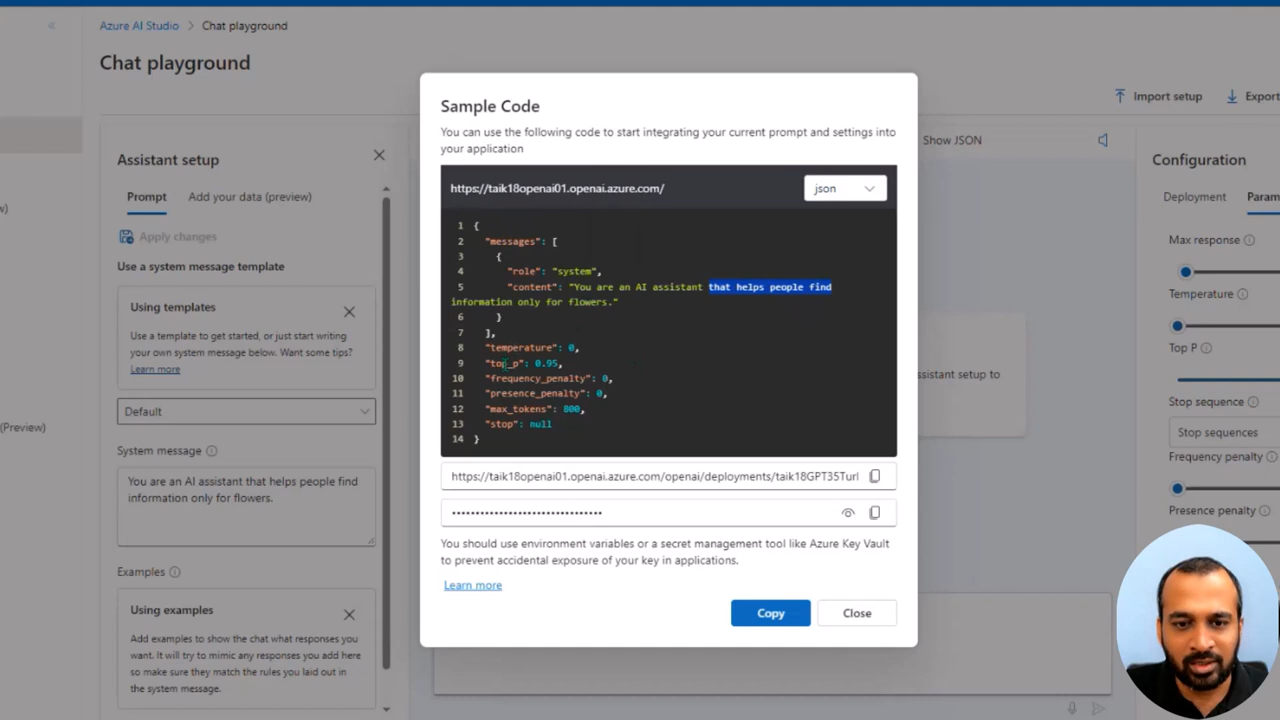 Azure AI Studio > Chat playground
Chat playground
Import setup
Export
Assistant setup
Prompt
Add your data (preview)
Apply changes
Use a system message template
Using templates
Use a template to get started, or just start writing
your own system message below. Want some tips?
Learn more
Default
System message
You are an AI assistant that helps people find
information only for flowers.
Examples
Using examples
Add examples to show the chat what responses you
want. It will try to mimic any responses you add here
so make sure they match the rules you laid out in
the system message.
(Preview)
Sample Code
You can use the following code to start integrating your current prompt and settings into
your application
https://taik18openai01.openai.azure.com/
json
1 {
2 "messages": [
3 {
4 "role": "system",
5 "content": "You are an AI assistant that helps people find
information only for flowers."
6 }
7 ],
8 "temperature": 0,
9 "top_p": 0.95,
10 "frequency_penalty": 0,
11 "presence_penalty": 0,
12 "max_tokens": 800,
13 "stop": null
14 }
https://taik18openai01.openai.azure.com/openai/deployments/taik18GPT35Turl
You should use environment variables or a secret management tool like Azure Key Vault
to prevent accidental exposure of your key in applications.
Learn more
Copy
Close
Show JSON
assistant setup to
Configuration
Deployment
Param
Max response
Temperature
Top P
Stop sequence
Stop sequences
Frequency penalty
Presence penalty